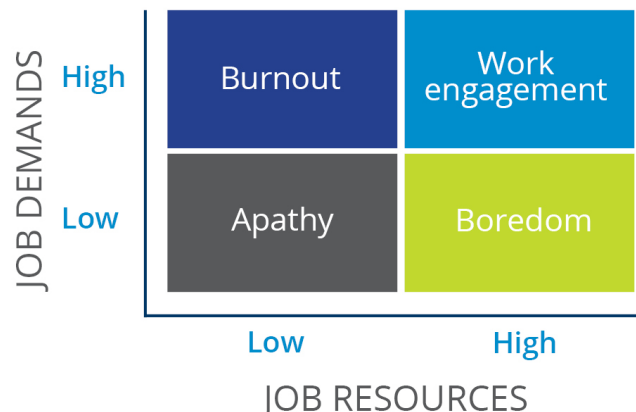 JOB DEMANDS
High
Burnout
Work
engagement
Low
Apathy
Boredom
Low
High
JOB RESOURCES